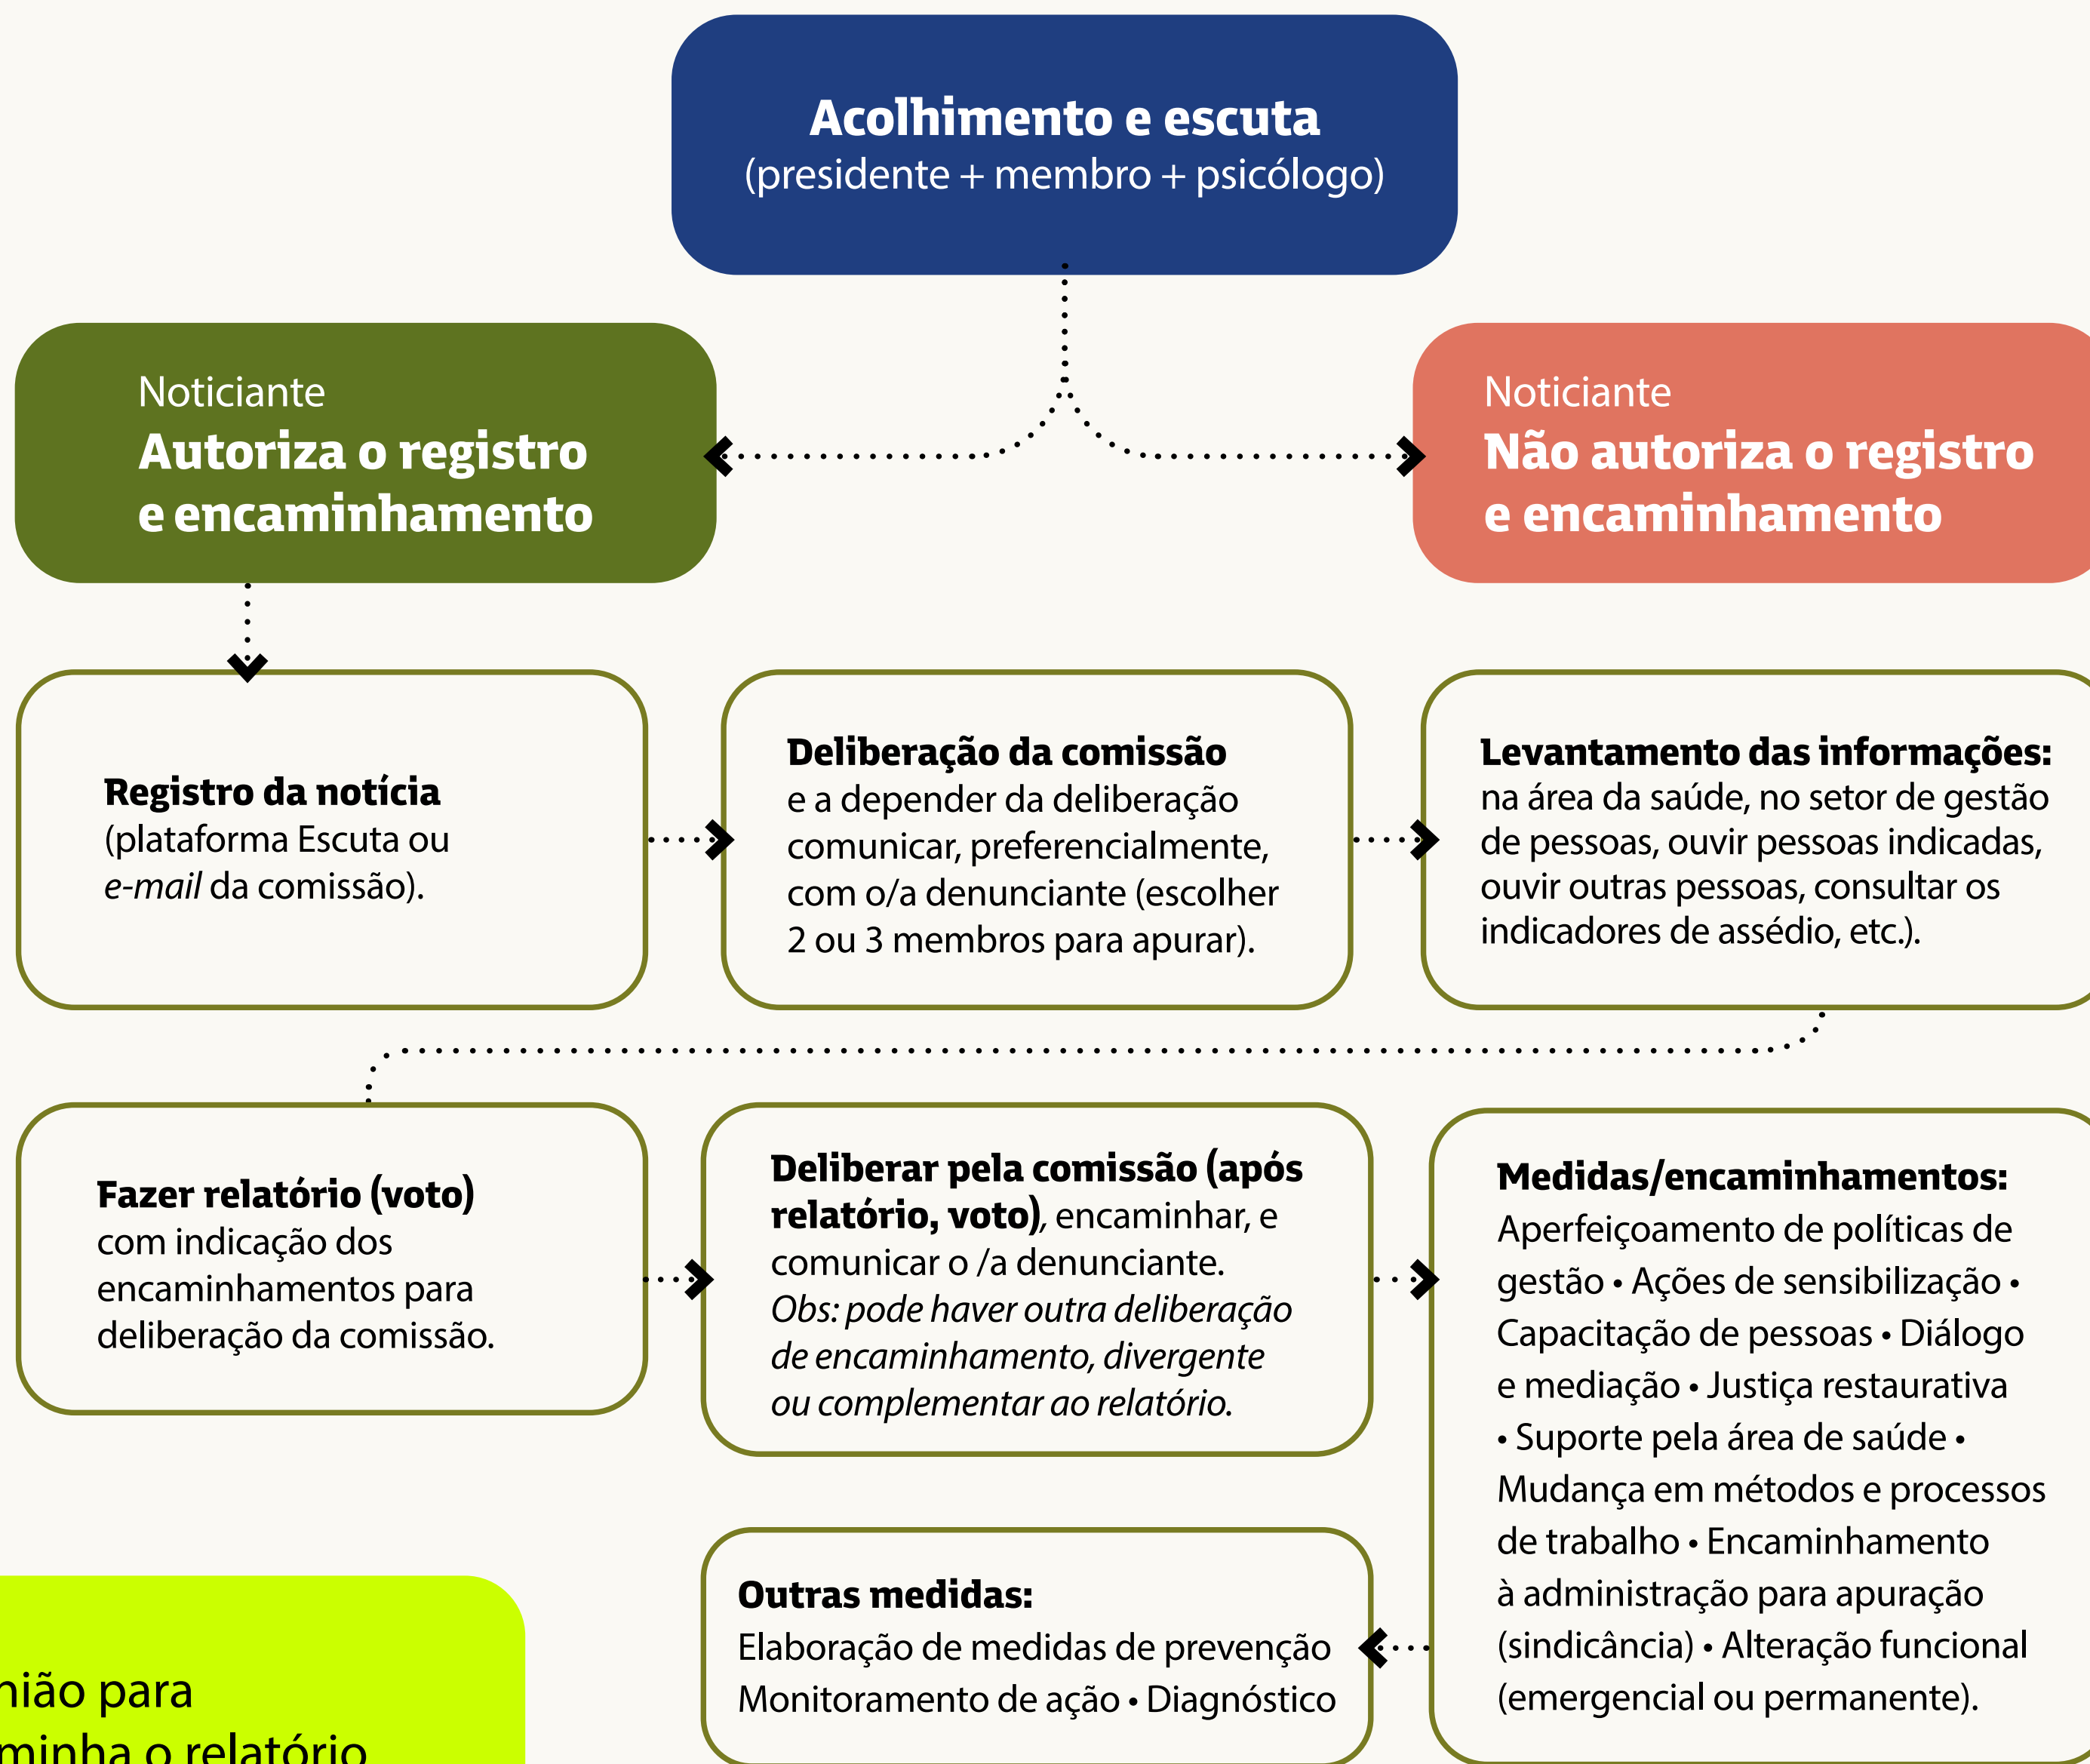 Acolhimento e escuta
(presidente + membro + psicólogo)
Noticiante
Autoriza o registro
e encaminhamento
Noticiante
Não autoriza o registro
e encaminhamento
Registro da notícia
(plataforma Escuta ou
e-mail da comissão).
Deliberação da comissão
e a depender da deliberação
comunicar, preferencialmente,
com o/a denunciante (escolher
2 ou 3 membros para apurar).
Levantamento das informações:
na área da saúde, no setor de gestão
de pessoas, ouvir pessoas indicadas,
ouvir outras pessoas, consultar os
indicadores de assédio, etc.).
Fazer relatório (voto)
com indicação dos
encaminhamentos para
deliberação da comissão.
Deliberar pela comissão (após
relatório, voto), encaminhar, e
comunicar o /a denunciante.
Obs: pode haver outra deliberação
de encaminhamento, divergente
ou complementar ao relatório.
Medidas/encaminhamentos:
Aperfeiçoamento de políticas de
gestão • Ações de sensibilização •
Capacitação de pessoas • Diálogo
e mediação • Justiça restaurativa
• Suporte pela área de saúde •
Mudança em métodos e processos
de trabalho • Encaminhamento
à administração para apuração
(sindicância) • Alteração funcional
(emergencial ou permanente).
Outras medidas:
Elaboração de medidas de prevenção
Monitoramento de ação • Diagnóstico
para
o relatório